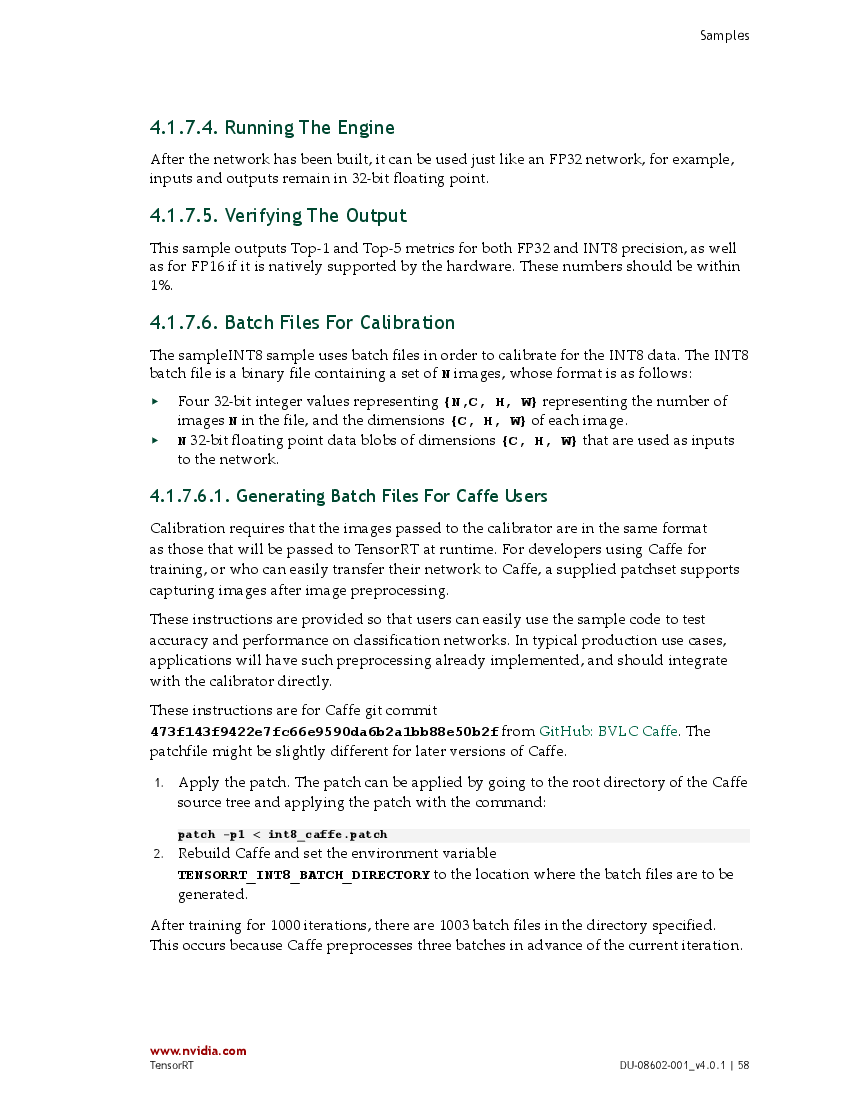 Samples
4.1.7.4. Running The Engine
After the network has been built, it can be used just like an FP32 network, for example,
inputs and outputs remain in 32-bit floating point.
4.1.7.5. Verifying The Output
This sample outputs Top-1 and Top-5 metrics for both FP32 and INT8 precision, as well
as for FP16 if it is natively supported by the hardware. These numbers should be within
1%.
4.1.7.6. Batch Files For Calibration
The sampleINT8 sample uses batch files in order to calibrate for the INT8 data. The INT8
batch file is a binary file containing a set of N images, whose format is as follows:
▸ Four 32-bit integer values representing {N,C, H, W} representing the number of
images N in the file, and the dimensions {C, H, W} of each image.
▸ N 32-bit floating point data blobs of dimensions {C, H, W} that are used as inputs
to the network.
4.1.7.6.1. Generating Batch Files For Caffe Users
Calibration requires that the images passed to the calibrator are in the same format
as those that will be passed to TensorRT at runtime. For developers using Caffe for
training, or who can easily transfer their network to Caffe, a supplied patchset supports
capturing images after image preprocessing.
These instructions are provided so that users can easily use the sample code to test
accuracy and performance on classification networks. In typical production use cases,
applications will have such preprocessing already implemented, and should integrate
with the calibrator directly.
These instructions are for Caffe git commit
473f143f9422e7fc66e9590da6b2a1bb88e50b2f from GitHub: BVLC Caffe. The
patchfile might be slightly different for later versions of Caffe.
1. Apply the patch. The patch can be applied by going to the root directory of the Caffe
source tree and applying the patch with the command:
patch -p1 < int8_caffe.patch
2. Rebuild Caffe and set the environment variable
TENSORRT_INT8_BATCH_DIRECTORY to the location where the batch files are to be
generated.
After training for 1000 iterations, there are 1003 batch files in the directory specified.
This occurs because Caffe preprocesses three batches in advance of the current iteration.
www.nvidia.com
TensorRT DU-08602-001_v4.0.1 | 58